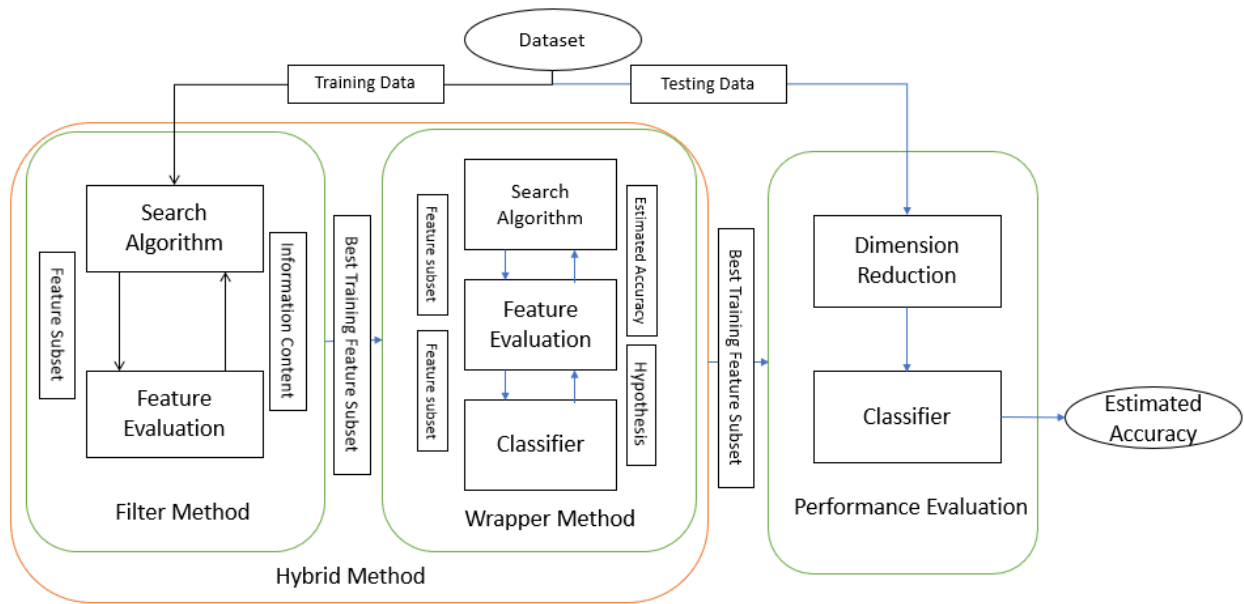 Dataset
Training Data
Testing Data
Search
Algorithm
Feature Subset
Information Content
Feature
Evaluation
Filter Method
Best Training Feature Subset
Search
Algorithm
Feature subset
Estimated Accuracy
Feature
Evaluation
Feature subset
Hypothesis
Classifier
Wrapper Method
Hybrid Method
Best Training Feature Subset
Dimension
Reduction
Classifier
Performance Evaluation
Estimated
Accuracy